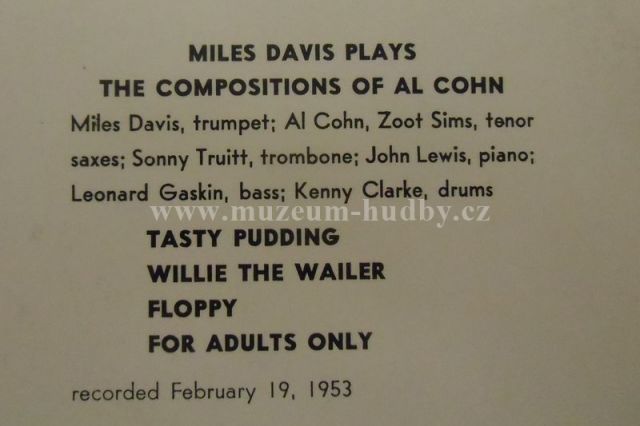 MILES DAVIS PLAYS
THE COMPOSITIONS OF AL COHN
Miles Davis, trumpet; Al Cohn, Zoot Sims, tenor
saxes; Sonny Truitt, trombone; John Lewis, piano;
Leonard Gaskin, bass; Kenny Clarke, drums
www.muzeum-hudby.cz
TASTY PUDDING
WILLIE THE WAILER
FLOPPY
FOR ADULTS ONLY
recorded February 19, 1953